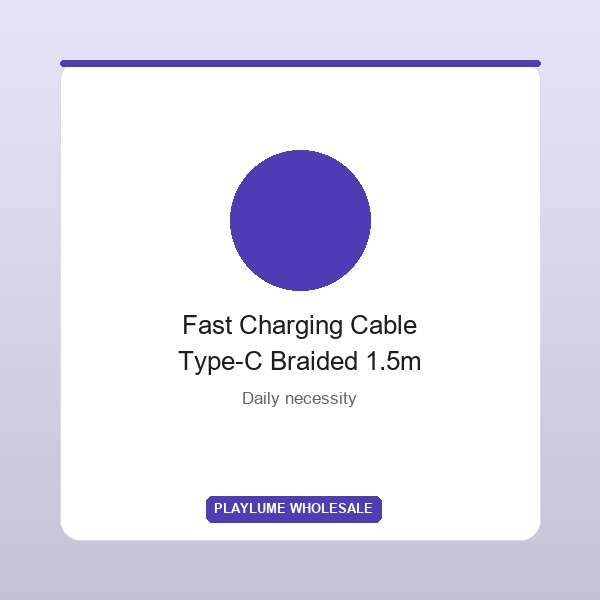 Fast Charging Cable
Type-C Braided 1.5m
Daily necessity
PLAYLUME WHOLESALE